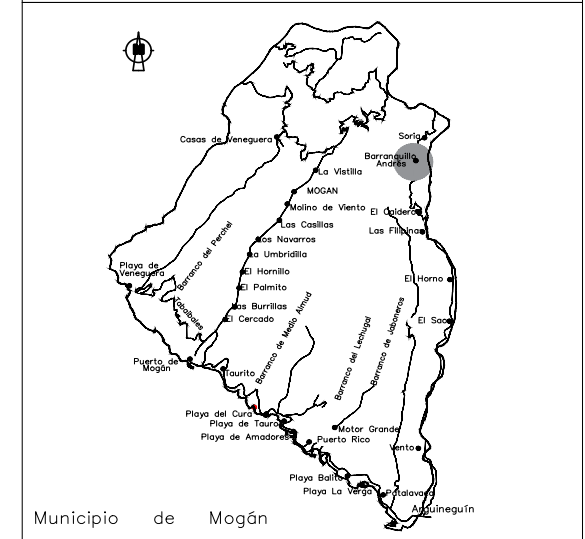 Soria
Casas de Veneguera
Barranquillo
Andrés
La Vistilla
MOGAN
Molino de Viento
El Caldero
Las Casillas
Las Filipinas
Barranco del Perchel
Los Navarros
La Umbridilla
Playa de
Veneguera
El Hornillo
El Horno
El Palmito
Tabaibales
Las Burrillas
Barranco de Medio Almud
El Cercado
El Sao
Barranco del Lechugal
Barranco de Jaboneros
Puerto de
Mogán
Taurito
Playa del Cura
Playa de Tauro
Motor Grande
Playa de Amadores
Puerto Rico
Vento
Playa Balito
Playa La Verga
Patalavaca
Arguineguín
Municipio de Mogán